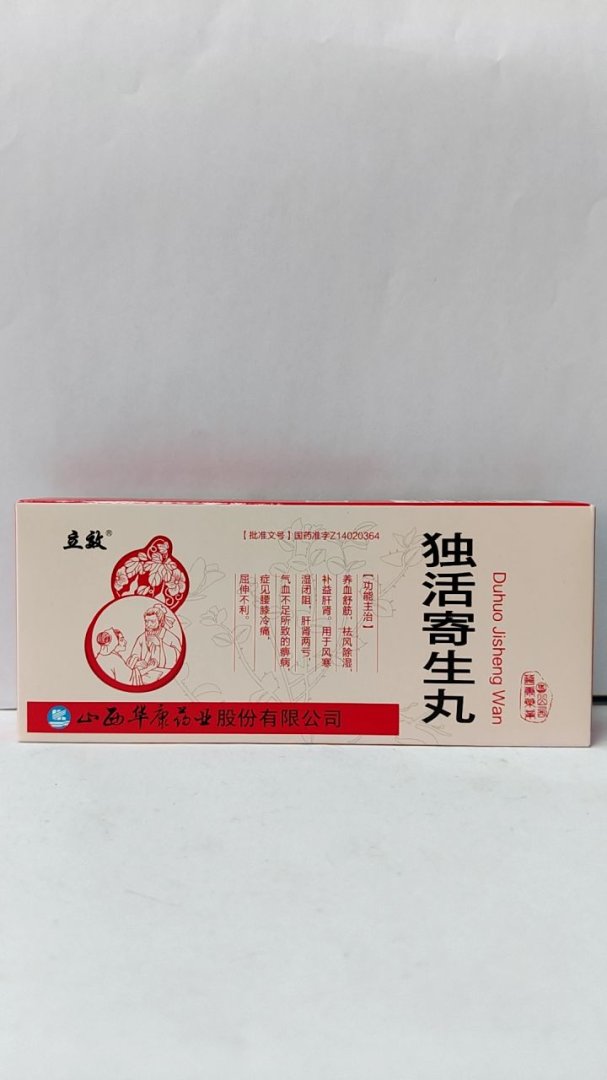 立效®
【批准文号】国药准字Z14020364
独活寄生丸
Duhuo Jisheng Wan
【功能主治】
养血舒筋，祛风除湿，
补益肝肾。用于风寒
湿闭阻，肝肾两亏，
气血不足所致的痹病，
症见腰膝冷痛，
屈伸不利。
山西华康药业股份有限公司